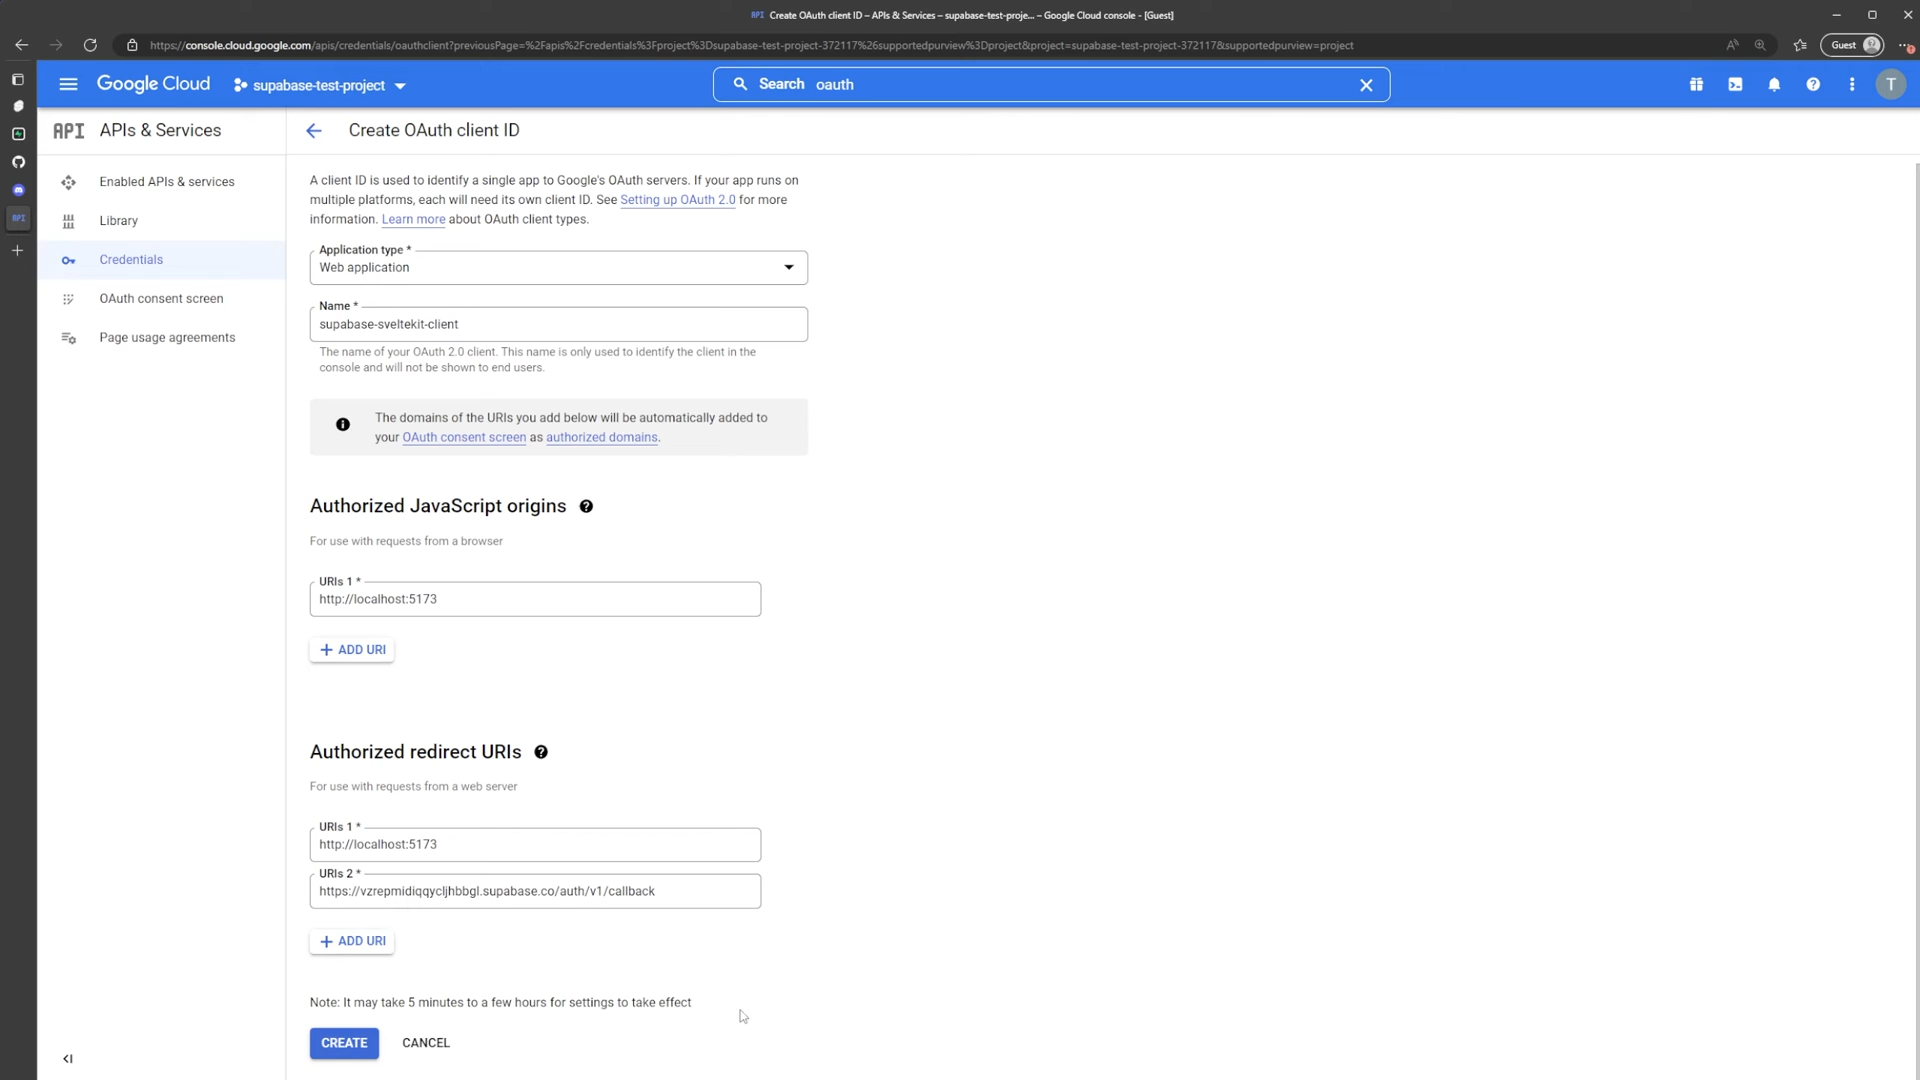 API Create OAuth client ID – APIs & Services – supabase-test-proje... – Google Cloud console - [Guest]
https://console.cloud.google.com/apis/credentials/oauthclient?previousPage=%2Fapis%2Fcredentials%3Fproject%3Dsupabase-test-project-372117%26supportedpurview%3Dproject&project=supabase-test-project-372117&supportedpurview=project
Guest
Google Cloud
supabase-test-project
Search oauth
T
API APIs & Services
Create OAuth client ID
API
Enabled APIs & services
Library
Credentials
OAuth consent screen
Page usage agreements
A client ID is used to identify a single app to Google's OAuth servers. If your app runs on
multiple platforms, each will need its own client ID. See Setting up OAuth 2.0 for more
information. Learn more about OAuth client types.
Application type *
Web application
Name *
supabase-sveltekit-client
The name of your OAuth 2.0 client. This name is only used to identify the client in the
console and will not be shown to end users.
The domains of the URIs you add below will be automatically added to
your OAuth consent screen as authorized domains.
Authorized JavaScript origins
For use with requests from a browser
URIs 1 *
http://localhost:5173
+ ADD URI
Authorized redirect URIs
For use with requests from a web server
URIs 1 *
http://localhost:5173
URIs 2 *
https://vzrepmidiqqycljhbbgl.supabase.co/auth/v1/callback
+ ADD URI
Note: It may take 5 minutes to a few hours for settings to take effect
CREATE
CANCEL